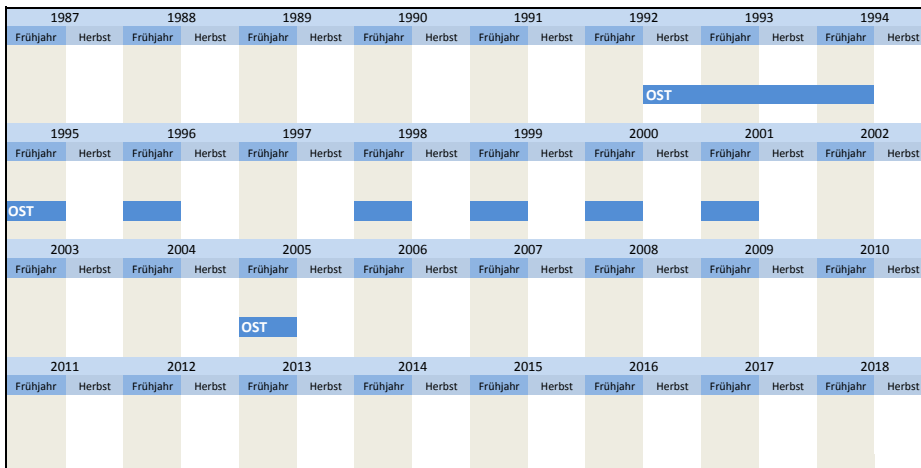 1987 1988 1989 1990 1991 1992 1993 1994
Frühjahr Herbst Frühjahr Herbst Frühjahr Herbst Frühjahr Herbst Frühjahr Herbst Frühjahr Herbst Frühjahr Herbst Frühjahr Herbst
OST
1995 1996 1997 1998 1999 2000 2001 2002
Frühjahr Herbst Frühjahr Herbst Frühjahr Herbst Frühjahr Herbst Frühjahr Herbst Frühjahr Herbst Frühjahr Herbst Frühjahr Herbst
OST
2003 2004 2005 2006 2007 2008 2009 2010
Frühjahr Herbst Frühjahr Herbst Frühjahr Herbst Frühjahr Herbst Frühjahr Herbst Frühjahr Herbst Frühjahr Herbst Frühjahr Herbst
OST
2011 2012 2013 2014 2015 2016 2017 2018
Frühjahr Herbst Frühjahr Herbst Frühjahr Herbst Frühjahr Herbst Frühjahr Herbst Frühjahr Herbst Frühjahr Herbst Frühjahr Herbst